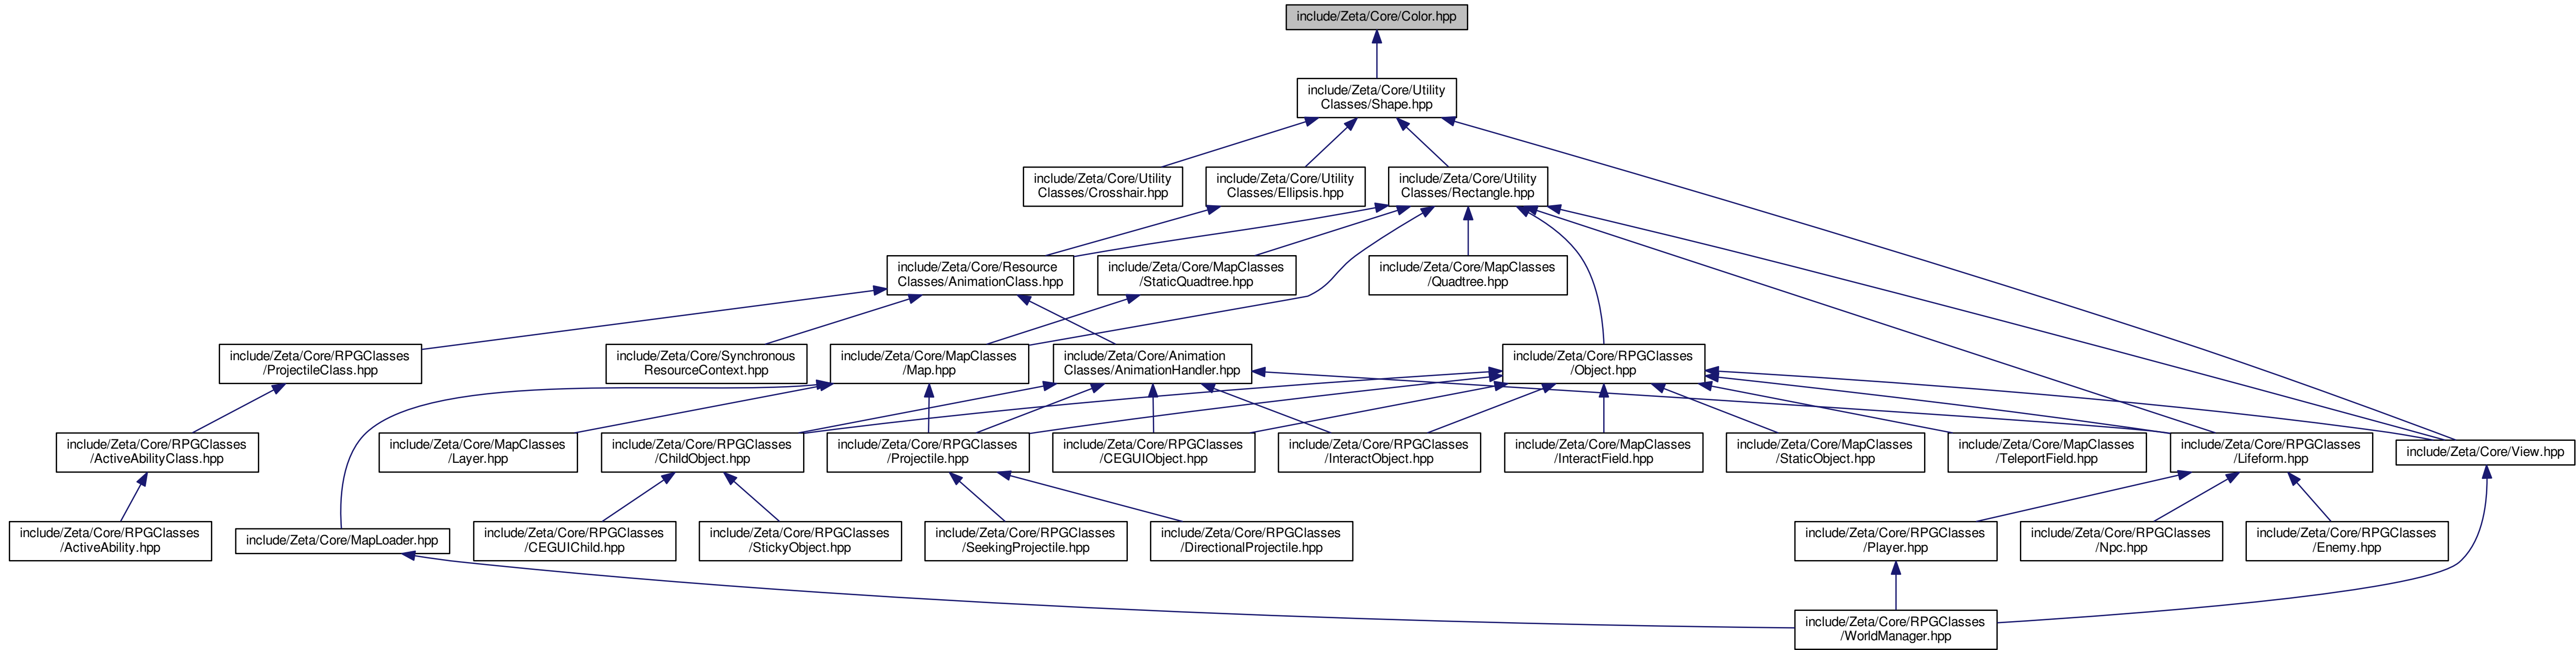 include/Zeta/Core/Color.hpp
include/Zeta/Core/Utility
Classes/Shape.hpp
include/Zeta/Core/Utility
Classes/Crosshair.hpp
include/Zeta/Core/Utility
Classes/Ellipsis.hpp
include/Zeta/Core/Utility
Classes/Rectangle.hpp
include/Zeta/Core/Resource
Classes/AnimationClass.hpp
include/Zeta/Core/MapClasses
/StaticQuadtree.hpp
include/Zeta/Core/MapClasses
/Quadtree.hpp
include/Zeta/Core/RPGClasses
/ProjectileClass.hpp
include/Zeta/Core/Synchronous
ResourceContext.hpp
include/Zeta/Core/MapClasses
/Map.hpp
include/Zeta/Core/Animation
Classes/AnimationHandler.hpp
include/Zeta/Core/RPGClasses
/Object.hpp
include/Zeta/Core/RPGClasses
/ActiveAbilityClass.hpp
include/Zeta/Core/MapClasses
/Layer.hpp
include/Zeta/Core/RPGClasses
/ChildObject.hpp
include/Zeta/Core/RPGClasses
/Projectile.hpp
include/Zeta/Core/RPGClasses
/CEGUIObject.hpp
include/Zeta/Core/RPGClasses
/InteractObject.hpp
include/Zeta/Core/MapClasses
/InteractField.hpp
include/Zeta/Core/MapClasses
/StaticObject.hpp
include/Zeta/Core/MapClasses
/TeleportField.hpp
include/Zeta/Core/RPGClasses
/Lifeform.hpp
include/Zeta/Core/View.hpp
include/Zeta/Core/RPGClasses
/ActiveAbility.hpp
include/Zeta/Core/MapLoader.hpp
include/Zeta/Core/RPGClasses
/CEGUIChild.hpp
include/Zeta/Core/RPGClasses
/StickyObject.hpp
include/Zeta/Core/RPGClasses
/SeekingProjectile.hpp
include/Zeta/Core/RPGClasses
/DirectionalProjectile.hpp
include/Zeta/Core/RPGClasses
/Player.hpp
include/Zeta/Core/RPGClasses
/Npc.hpp
include/Zeta/Core/RPGClasses
/Enemy.hpp
include/Zeta/Core/RPGClasses
/WorldManager.hpp